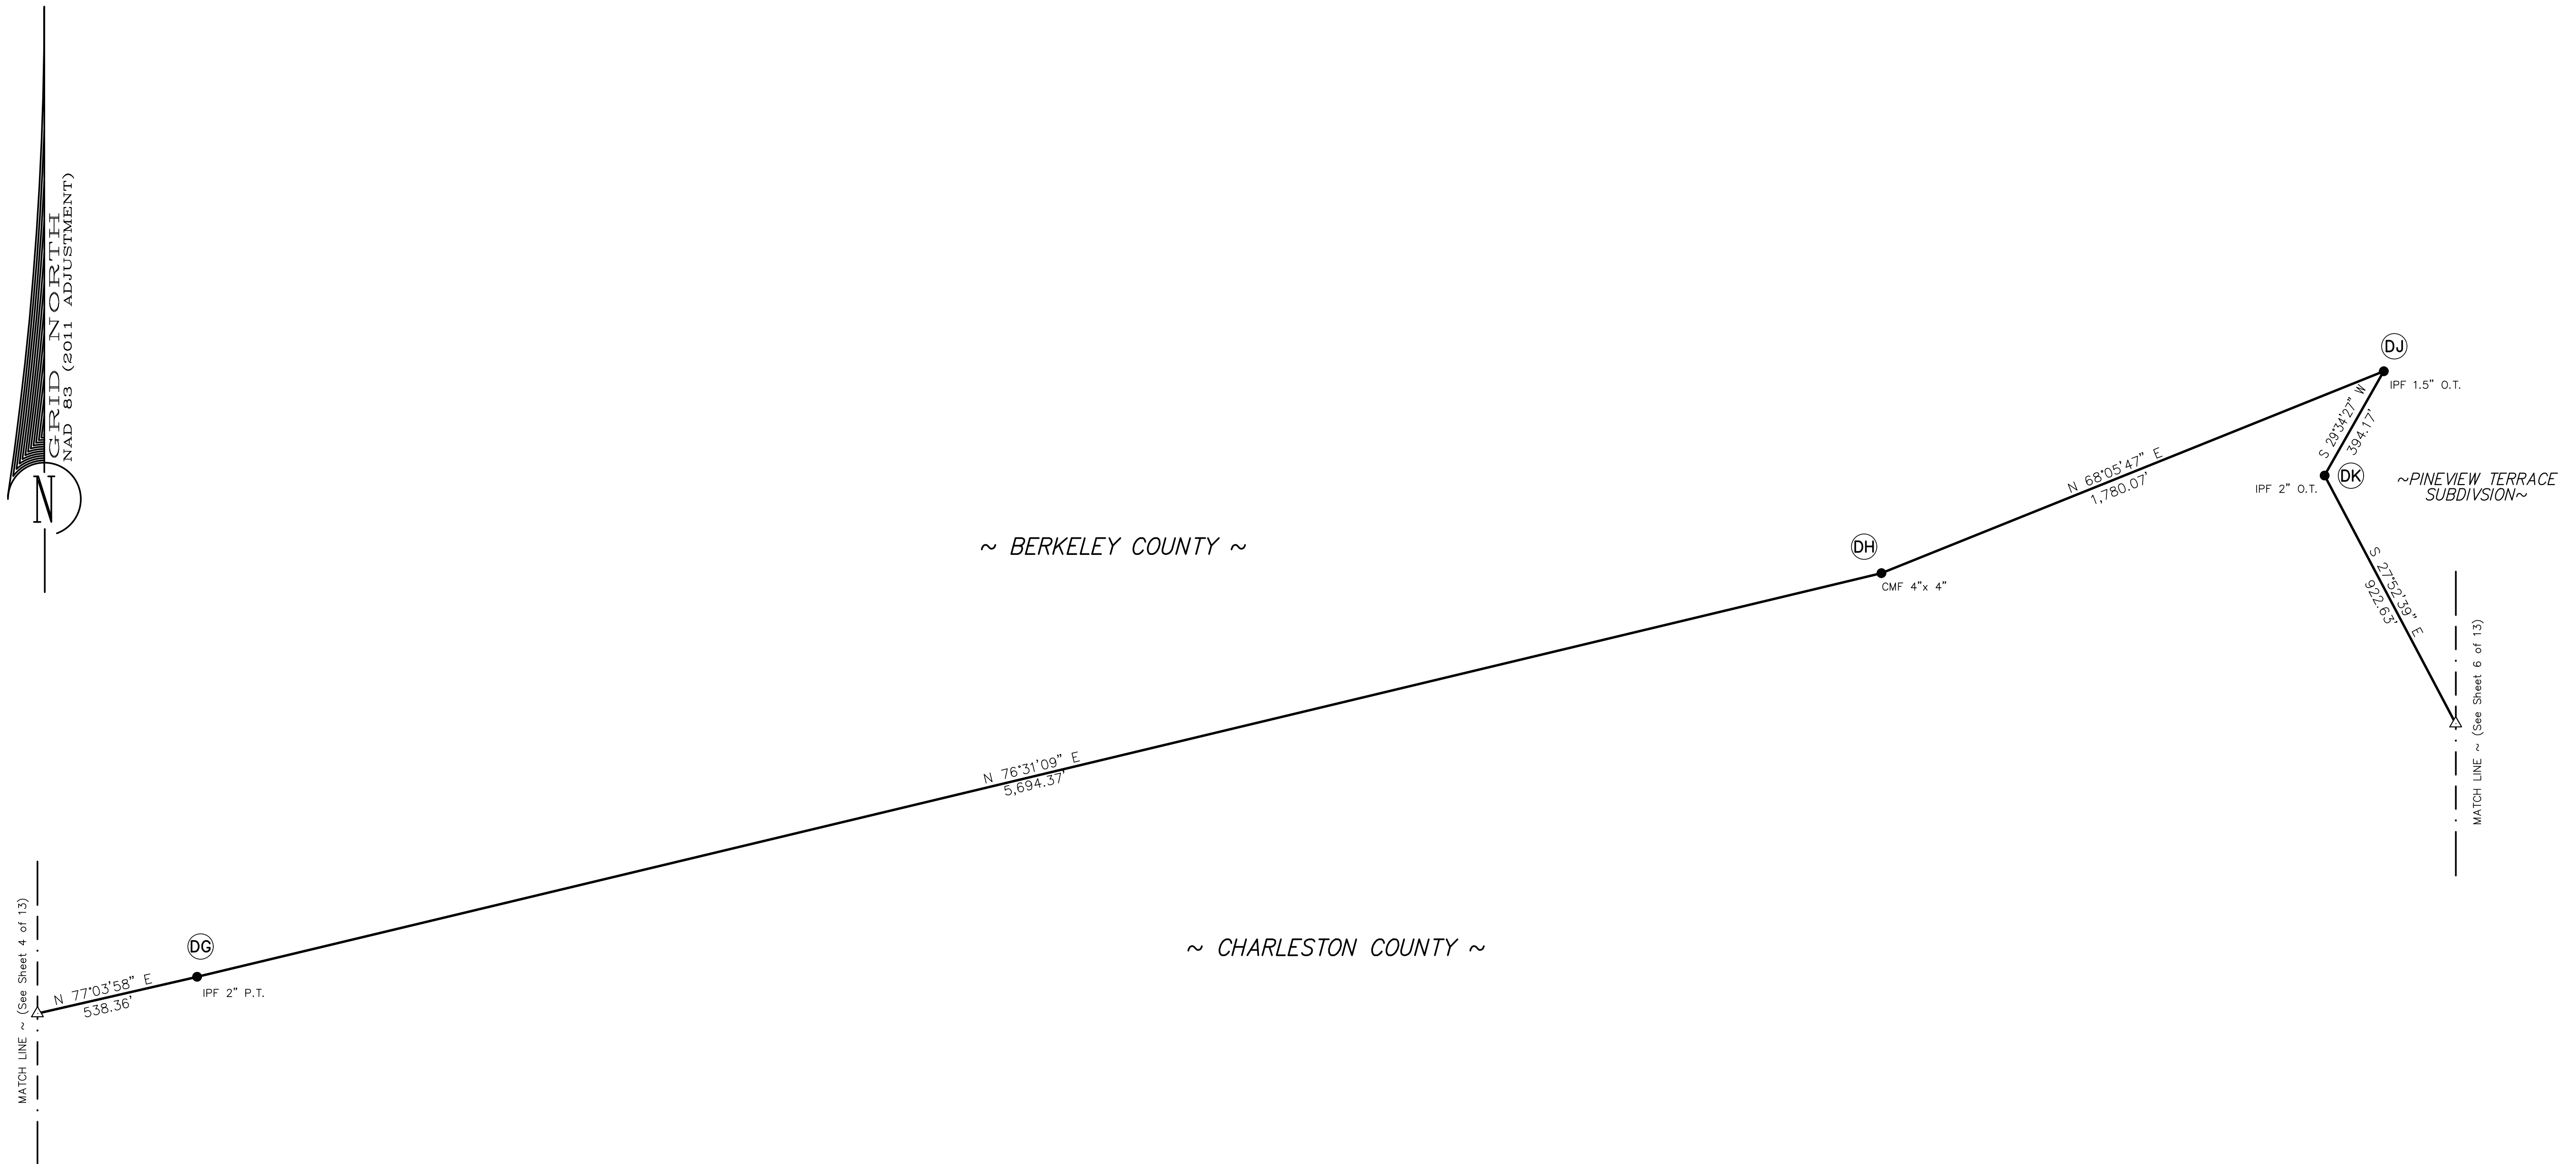 GRID NORTH
NAD 83 (2011 ADJUSTMENT)
N
DJ
IPF 1.5" O.T.
S 29°34'27" W
394.17'
DK
IPF 2" O.T.
~PINEVIEW TERRACE
SUBDIVSION~
N 68°05'47" E
1,780.07'
~ BERKELEY COUNTY ~
DH
CMF 4"x 4"
S 27°52'39" E
922.63'
MATCH LINE ~ (See Sheet 6 of 13)
N 76°31'09" E
5,694.37'
~ CHARLESTON COUNTY ~
DG
IPF 2" P.T.
N 77°03'58" E
538.36'
MATCH LINE ~ (See Sheet 4 of 13)